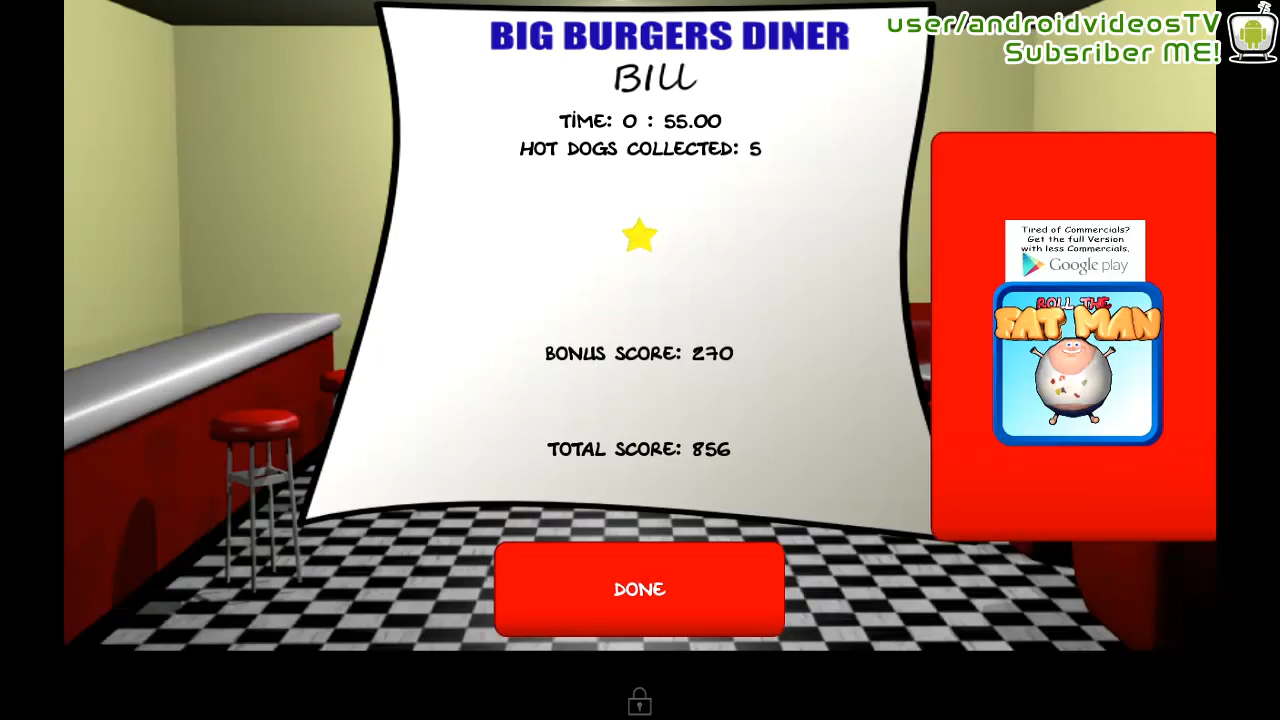 user/androidvideosTV
Subsriber ME!
BIG BURGERS DINER
BILL
TİME: 0 : 55.00
HOT DOGS COLLECTED: 5
BONUS SCORE: 270
TOTAL SCORE: 856
DONE
Tired of Commercials?
Get the full Version
with less Commercials.
Google play
ROLL THE
FAT MAN